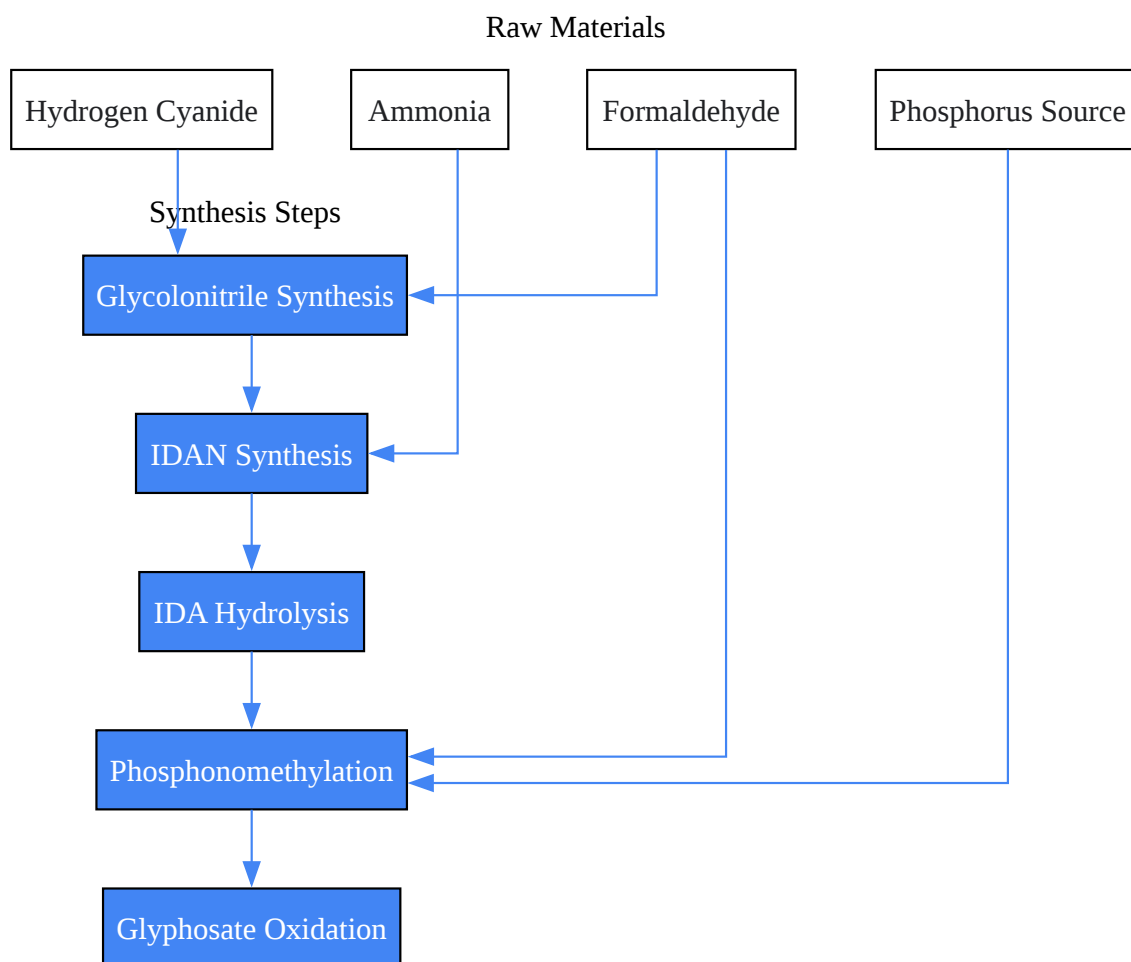 Raw Materials
Hydrogen Cyanide
Ammonia
Formaldehyde
Phosphorus Source
Synthesis Steps
Glycolonitrile Synthesis
IDAN Synthesis
IDA Hydrolysis
Phosphonomethylation
Glyphosate Oxidation